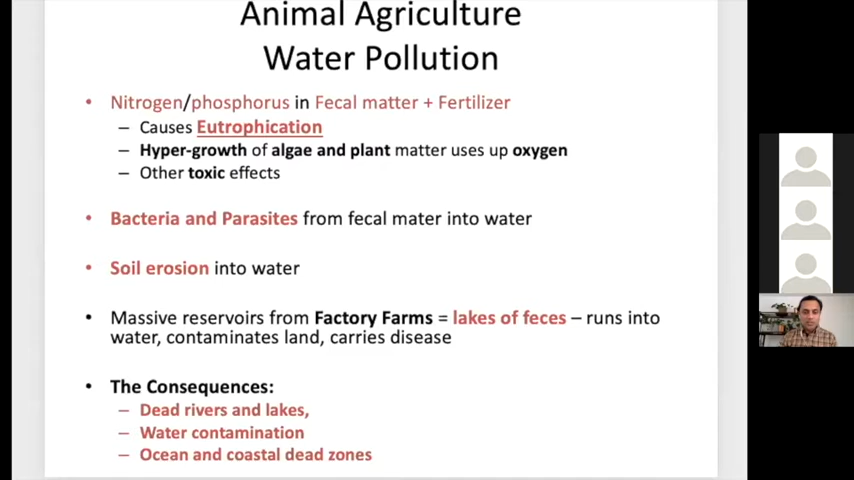 Animal Agriculture
Water Pollution
• Nitrogen/phosphorus in Fecal matter + Fertilizer
– Causes Eutrophication
– Hyper-growth of algae and plant matter uses up oxygen
– Other toxic effects
• Bacteria and Parasites from fecal mater into water
• Soil erosion into water
• Massive reservoirs from Factory Farms = lakes of feces – runs into
water, contaminates land, carries disease
• The Consequences:
– Dead rivers and lakes,
– Water contamination
– Ocean and coastal dead zones